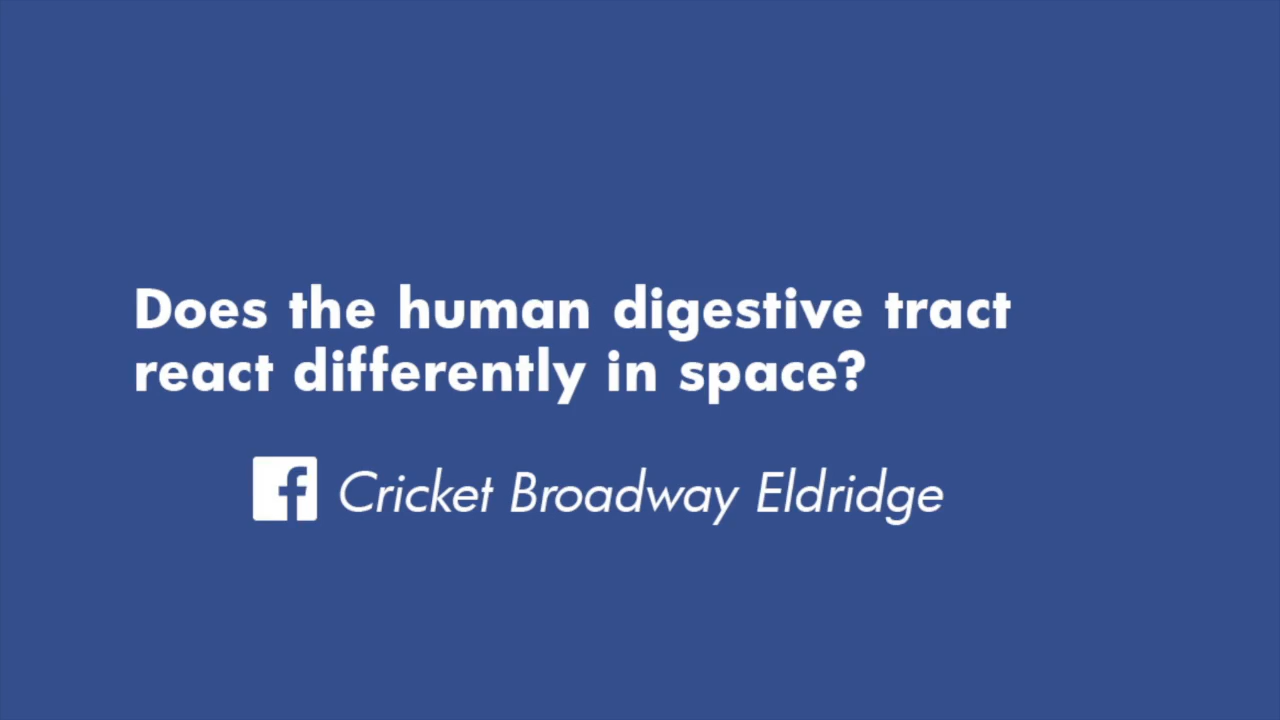 Does the human digestive tract
react differently in space?
Cricket Broadway Eldridge